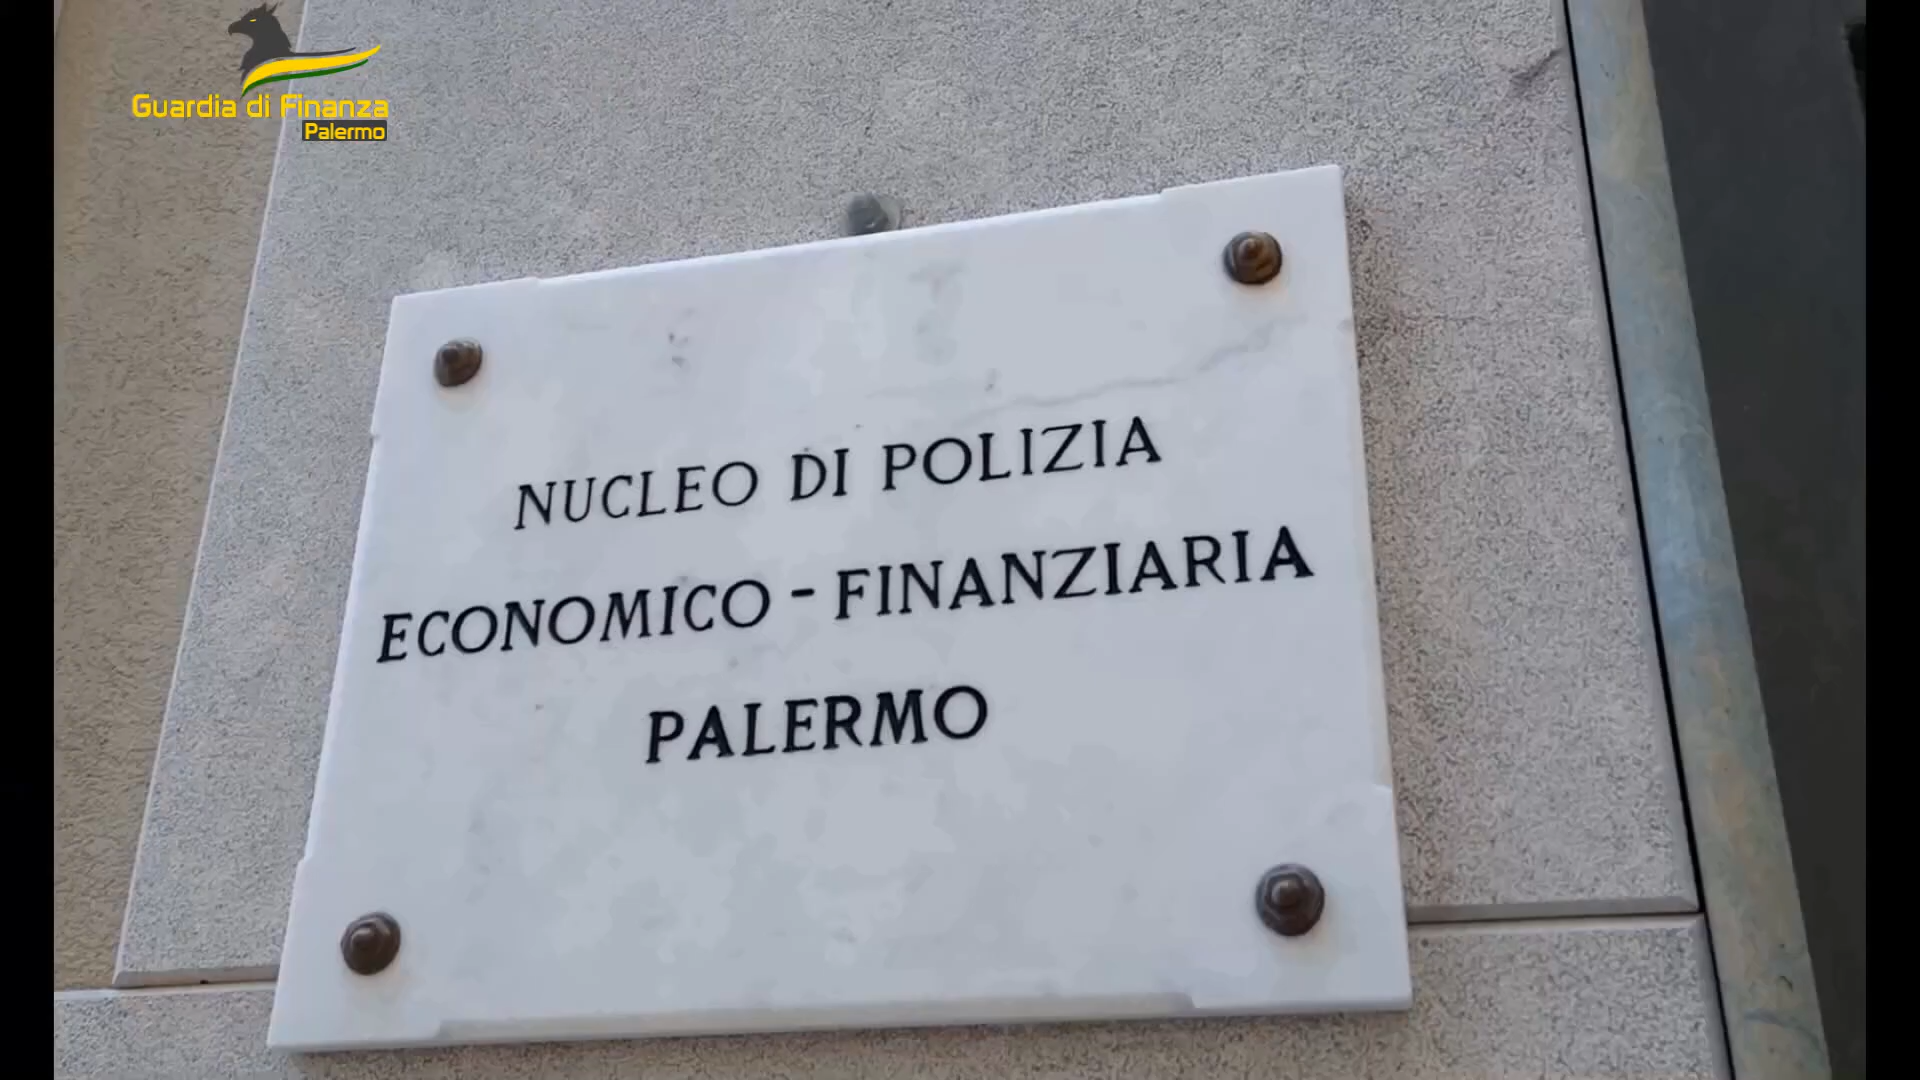 Guardia di Finanza
Palermo
NUCLEO DI POLIZIA
ECONOMICO - FINANZIARIA
PALERMO